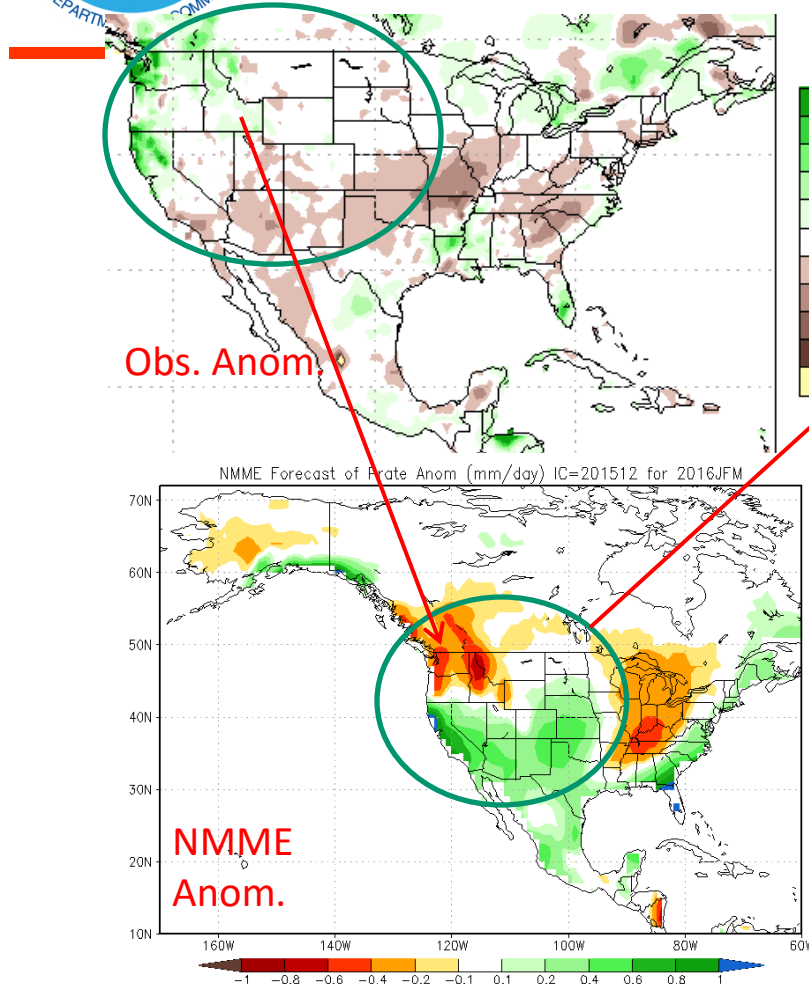 DEPARTM
COMM
Obs. Anom.
NMME Forecast of Prate Anom (mm/day) IC=201512 for 2016JFM
70N
60N
50N
40N
30N
20N
10N
NMME
Anom.
160W 140W 120W 100W 80W 60W
-1 -0.8 -0.6 -0.4 -0.2 -0.1 0.1 0.2 0.4 0.6 0.8 1